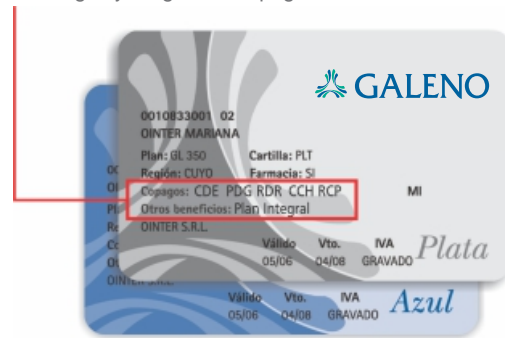 GALENO
0010833001 02
OINTER MARIANA
Plan: GL 350 Cartilla: PLT
Región: CUYO Farmacia: SI
Copagos: CDE PDG RDR CCH RCP MI
Otros beneficios: Plan Integral
OINTER S.R.L.
Válido Vto. IVA
05/06 04/08 GRAVADO
Plata
Válido Vto. IVA
05/06 04/08 GRAVADO
Azul